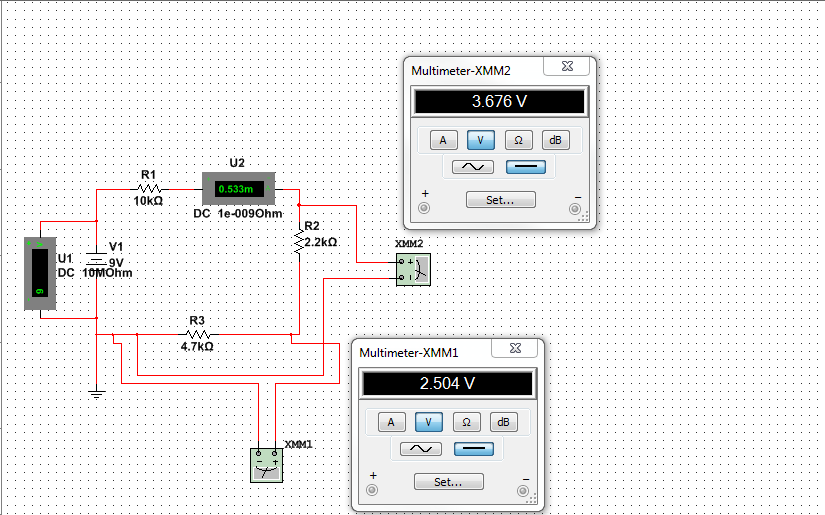 Multimeter-XMM2
3.676 V
A V Ω dB
+ −
Set...
U2
R1
0.533m
10kΩ
DC 1e-009Ohm
R2
2.2kΩ
XMM2
+ −
V1
U1
9V
DC 10MOhm
9
R3
4.7kΩ
Multimeter-XMM1
2.504 V
A V Ω dB
+ −
Set...
XMM1
− +